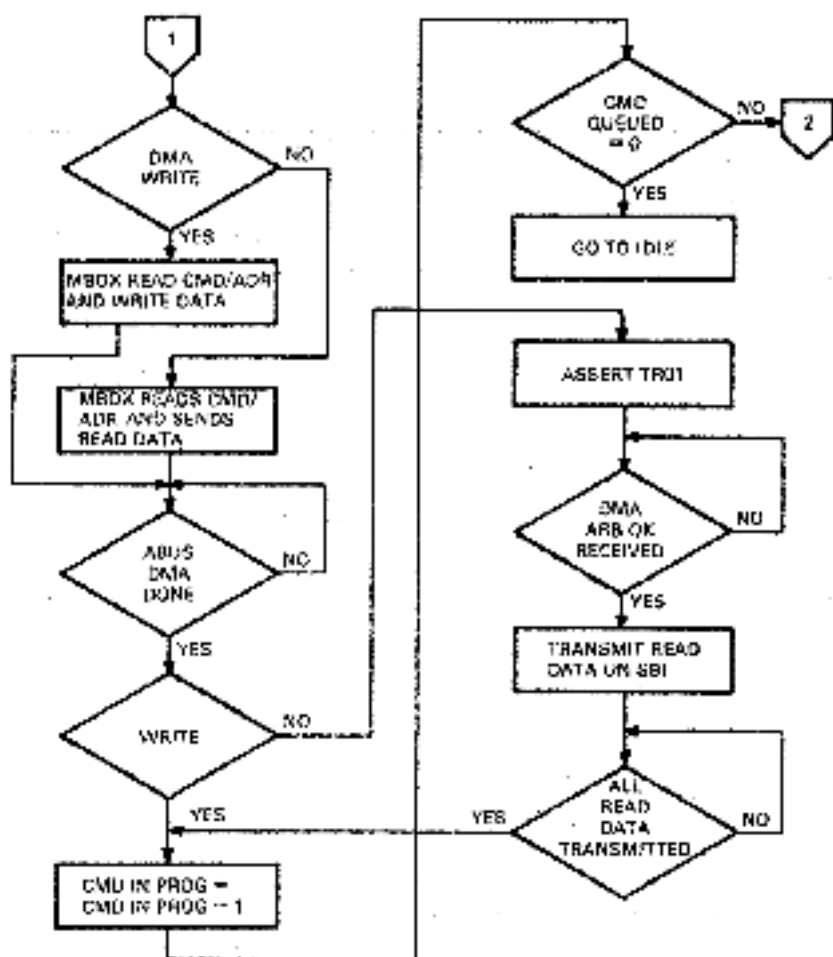 1
DMA
WRITE
NO
YES
MBOX READ CMD/ADR
AND WRITE DATA
MBOX READS CMD/
ADR AND SENDS
READ DATA
ABUS
DMA
DONE
NO
YES
WRITE
NO
YES
CMD IN PROG =
CMD IN PROG - 1
CMD
QUEUED
= 0
NO
2
YES
GO TO IDLE
ASSERT TR01
DMA
ARB OK
RECEIVED
NO
YES
TRANSMIT READ
DATA ON SBI
ALL
READ
DATA
TRANSMITTED
NO
YES